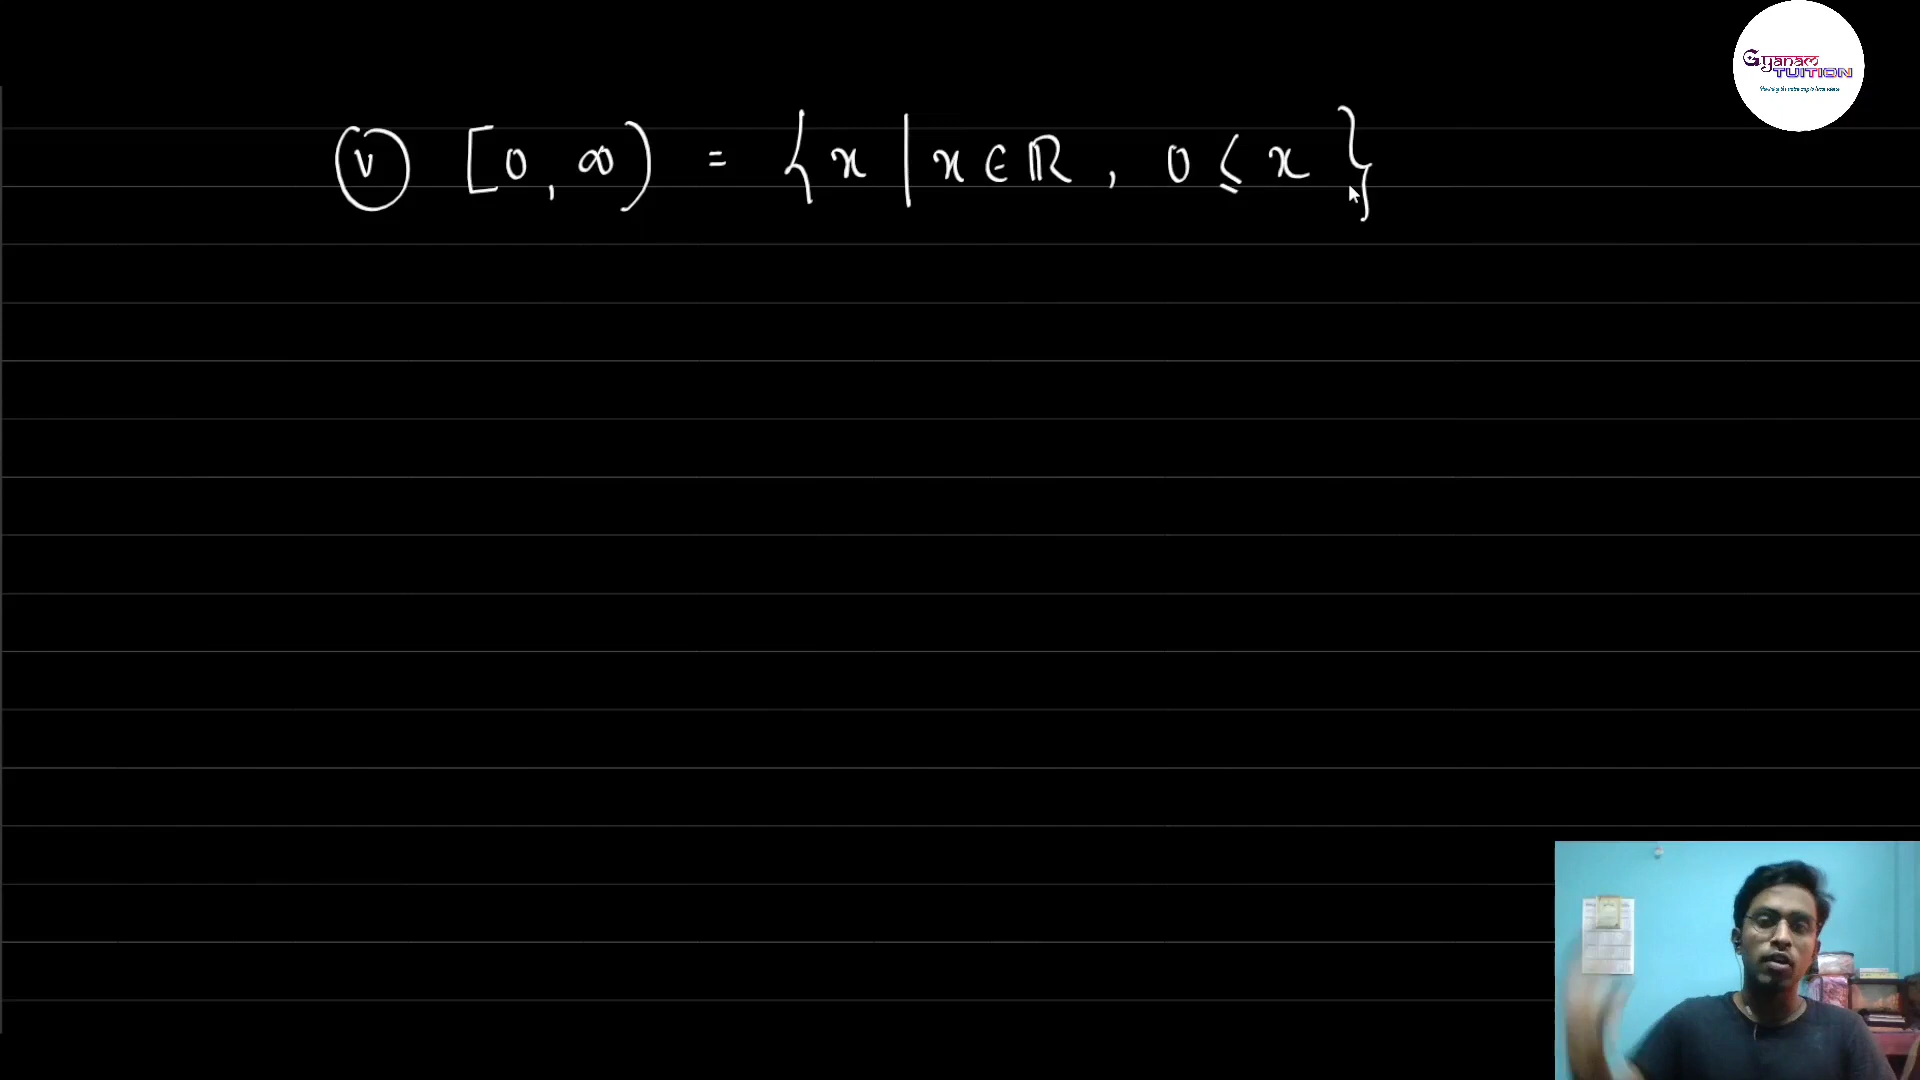 Gyanam
TUITION
(v) [0, ∞) = {x | x ∈ ℝ, 0 ≤ x}